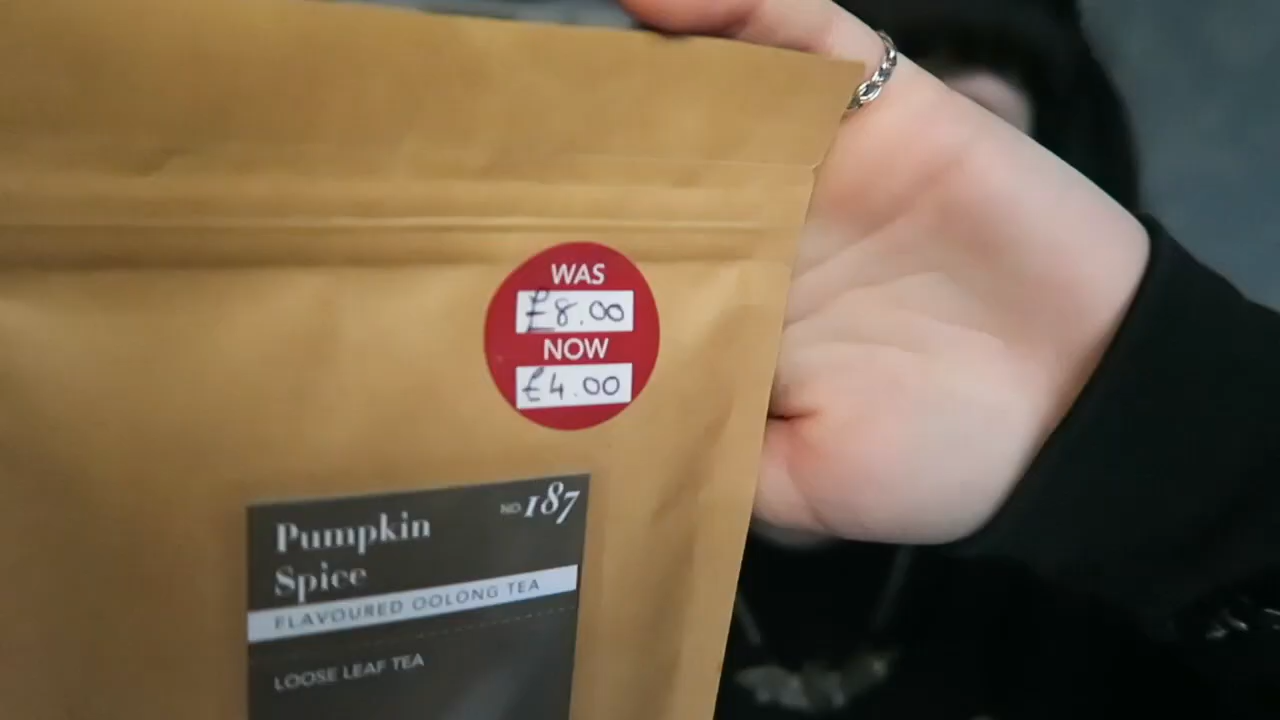 WAS
£8.00
NOW
£4.00
Pumpkin
Spice
NO. 187
FLAVOURED OOLONG TEA
LOOSE LEAF TEA